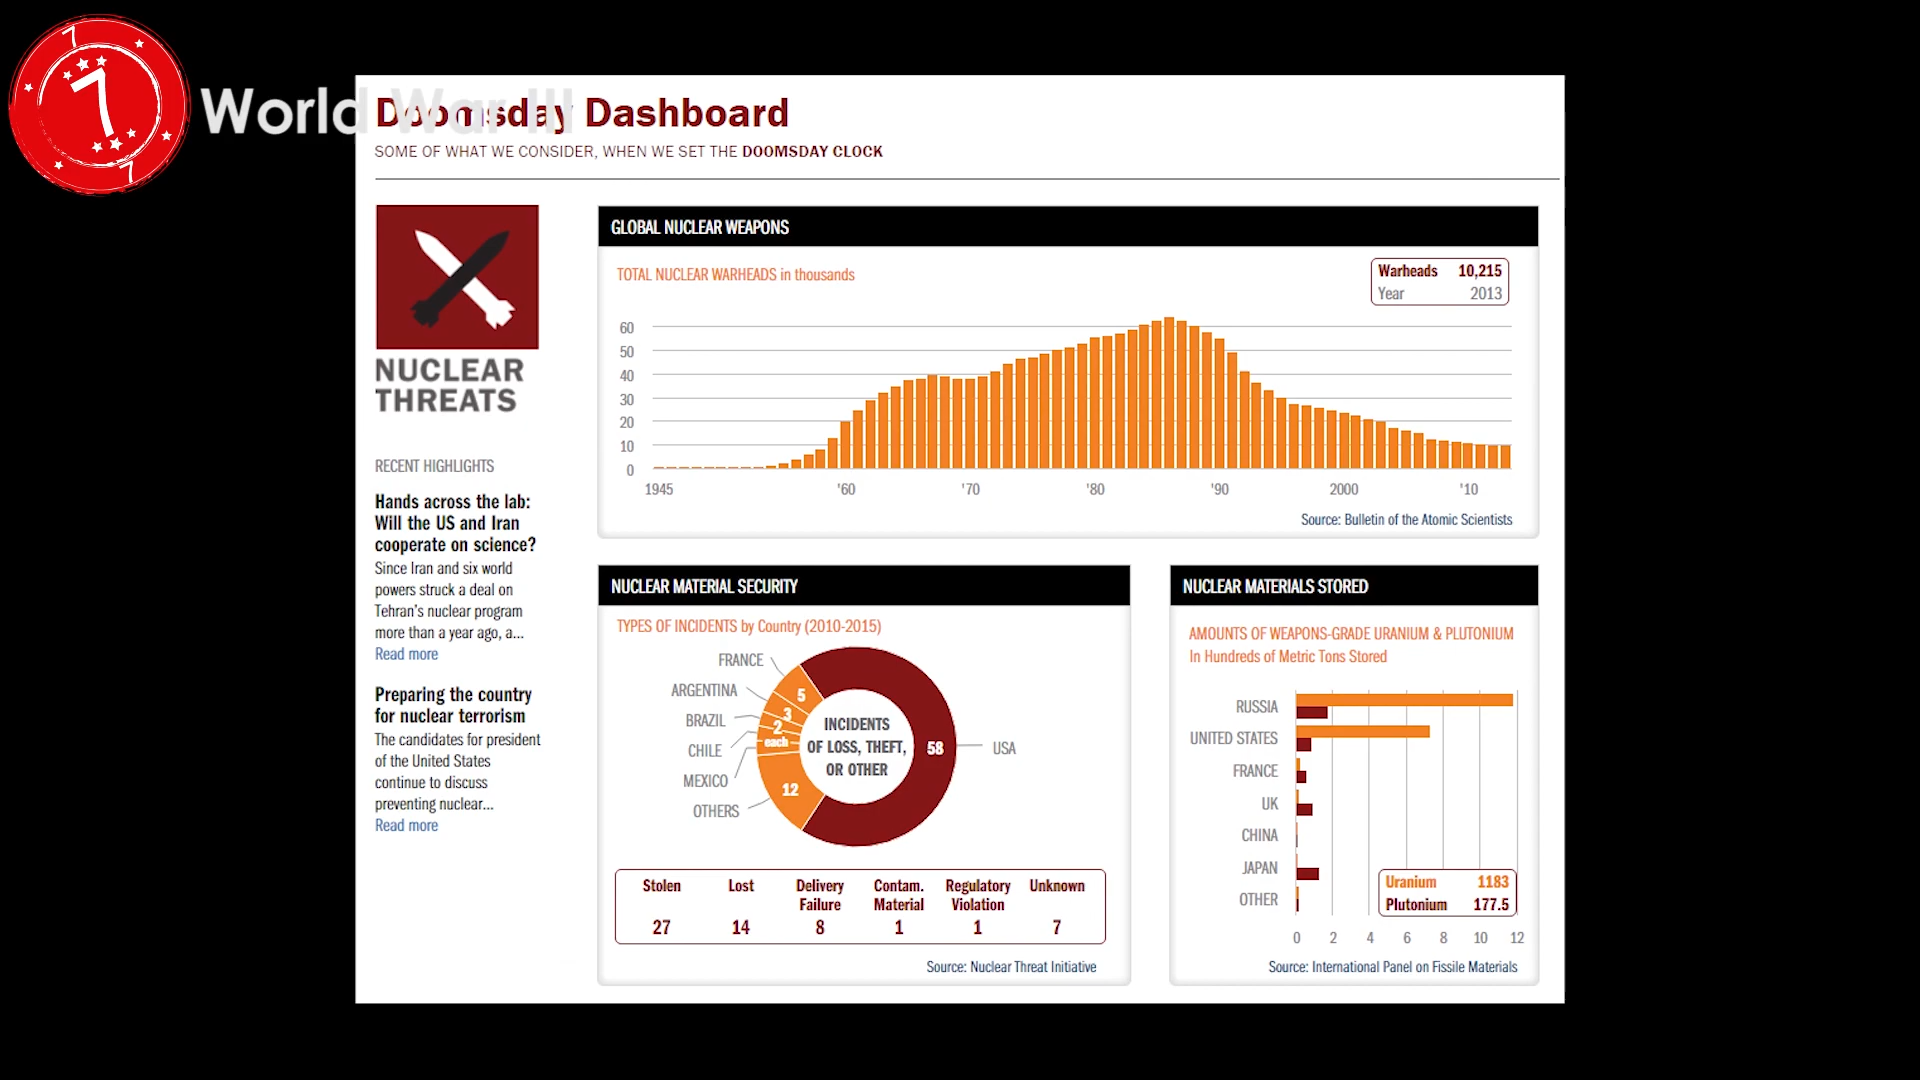 7
7
7
World War III
Doomsday Dashboard
SOME OF WHAT WE CONSIDER, WHEN WE SET THE DOOMSDAY CLOCK
NUCLEAR
THREATS
RECENT HIGHLIGHTS
Hands across the lab:
Will the US and Iran
cooperate on science?
Since Iran and six world
powers struck a deal on
Tehran's nuclear program
more than a year ago, a...
Read more
Preparing the country
for nuclear terrorism
The candidates for president
of the United States
continue to discuss
preventing nuclear...
Read more
GLOBAL NUCLEAR WEAPONS
TOTAL NUCLEAR WARHEADS in thousands
Warheads 10,215
Year 2013
60
50
40
30
20
10
0
1945 '60 '70 '80 '90 2000 '10
Source: Bulletin of the Atomic Scientists
NUCLEAR MATERIAL SECURITY
TYPES OF INCIDENTS by Country (2010-2015)
FRANCE
ARGENTINA
BRAZIL
CHILE
MEXICO
OTHERS
5
3
2
each
12
INCIDENTS
OF LOSS, THEFT,
OR OTHER
58
USA
Stolen Lost Delivery Failure Contam. Material Regulatory Violation Unknown
27 14 8 1 1 7
Source: Nuclear Threat Initiative
NUCLEAR MATERIALS STORED
AMOUNTS OF WEAPONS-GRADE URANIUM & PLUTONIUM
In Hundreds of Metric Tons Stored
RUSSIA
UNITED STATES
FRANCE
UK
CHINA
JAPAN
OTHER
Uranium 1183
Plutonium 177.5
0 2 4 6 8 10 12
Source: International Panel on Fissile Materials